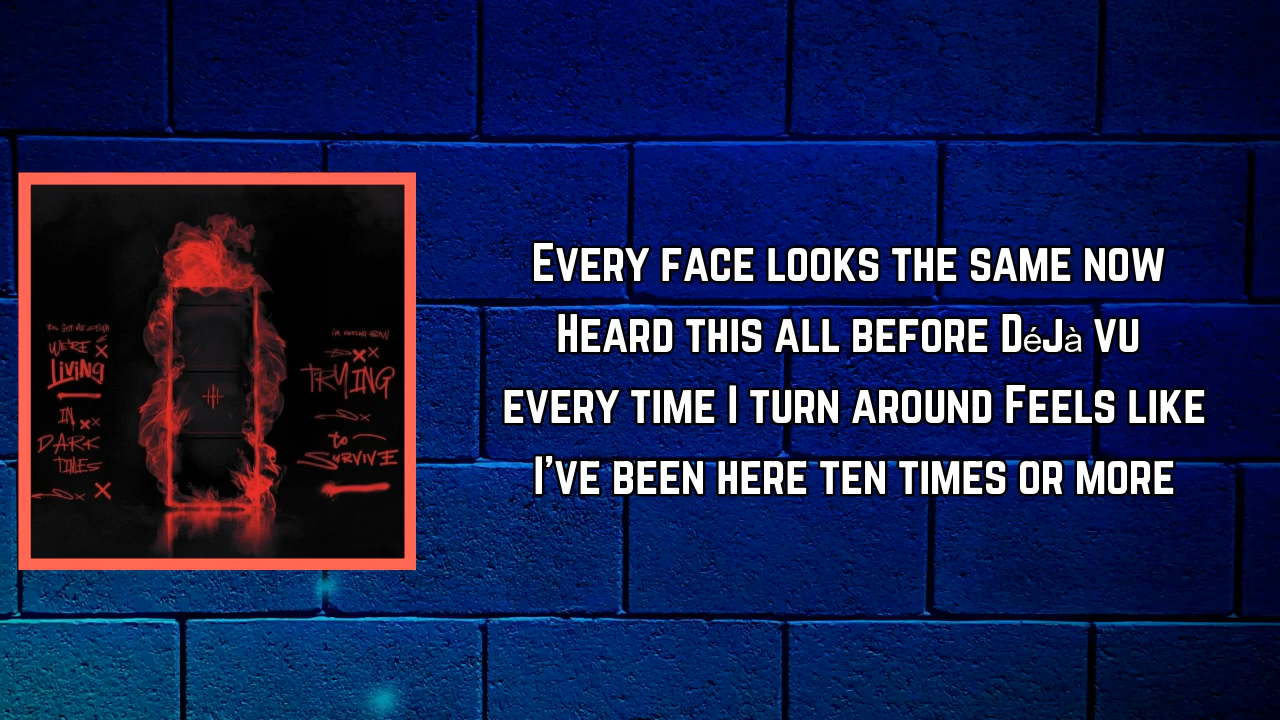 WE'RE
LIVING
IN
DARK
TIMES
TRYING
to
SURVIVE
EVERY FACE LOOKS THE SAME NOW
HEARD THIS ALL BEFORE DéJà VU
EVERY TIME I TURN AROUND FEELS LIKE
I'VE BEEN HERE TEN TIMES OR MORE